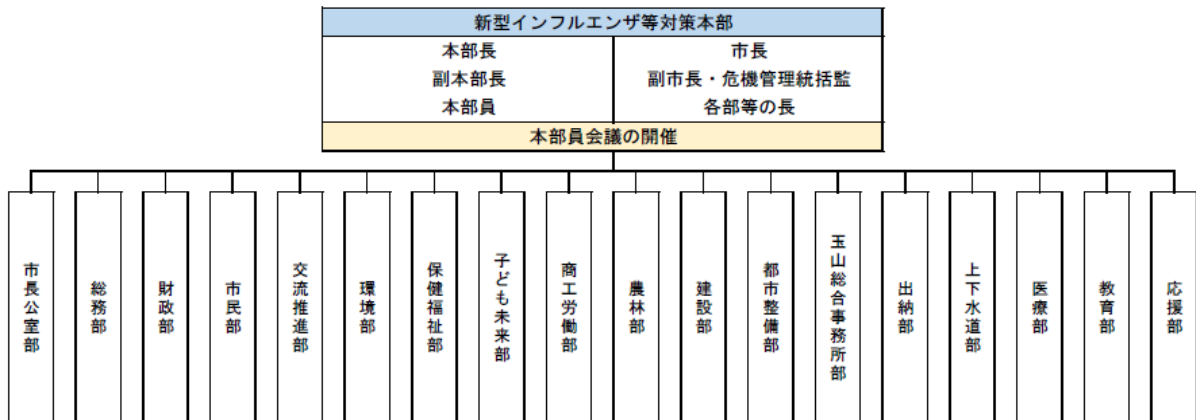 新型インフルエンザ等対策本部
本部長
市長
副本部長
副市長・危機管理統括監
本部員
各部等の長
本部員会議の開催
市長公室部
総務部
財政部
市民部
交流推進部
環境部
保健福祉部
子ども未来部
商工労働部
農林部
建設部
都市整備部
玉山総合事務所部
出納部
上下水道部
医療部
教育部
応援部